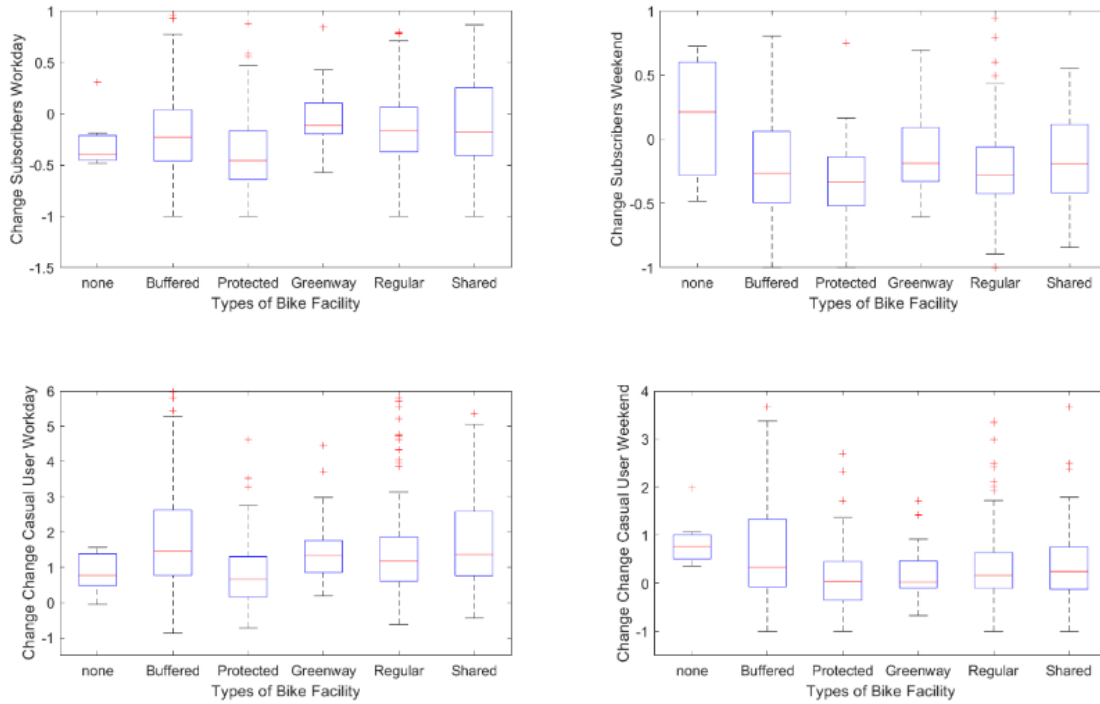 Change Subscribers Workday
1
0.5
0
-0.5
-1
-1.5
none Buffered Protected Greenway Regular Shared
Types of Bike Facility
Change Subscribers Weekend
1
0.5
0
-0.5
-1
none Buffered Protected Greenway Regular Shared
Types of Bike Facility
Change Change Casual User Workday
6
5
4
3
2
1
0
-1
none Buffered Protected Greenway Regular Shared
Types of Bike Facility
Change Change Casual User Weekend
4
3
2
1
0
-1
none Buffered Protected Greenway Regular Shared
Types of Bike Facility